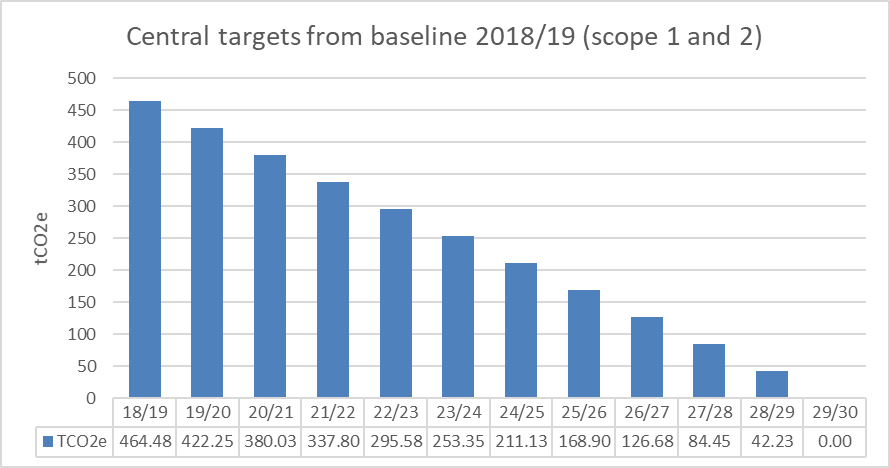 Central targets from baseline 2018/19 (scope 1 and 2)
500
450
400
350
300
250
200
150
100
50
0
tCO2e
18/19 19/20 20/21 21/22 22/23 23/24 24/25 25/26 26/27 27/28 28/29 29/30
TCO2e 464.48 422.25 380.03 337.80 295.58 253.35 211.13 168.90 126.68 84.45 42.23 0.00